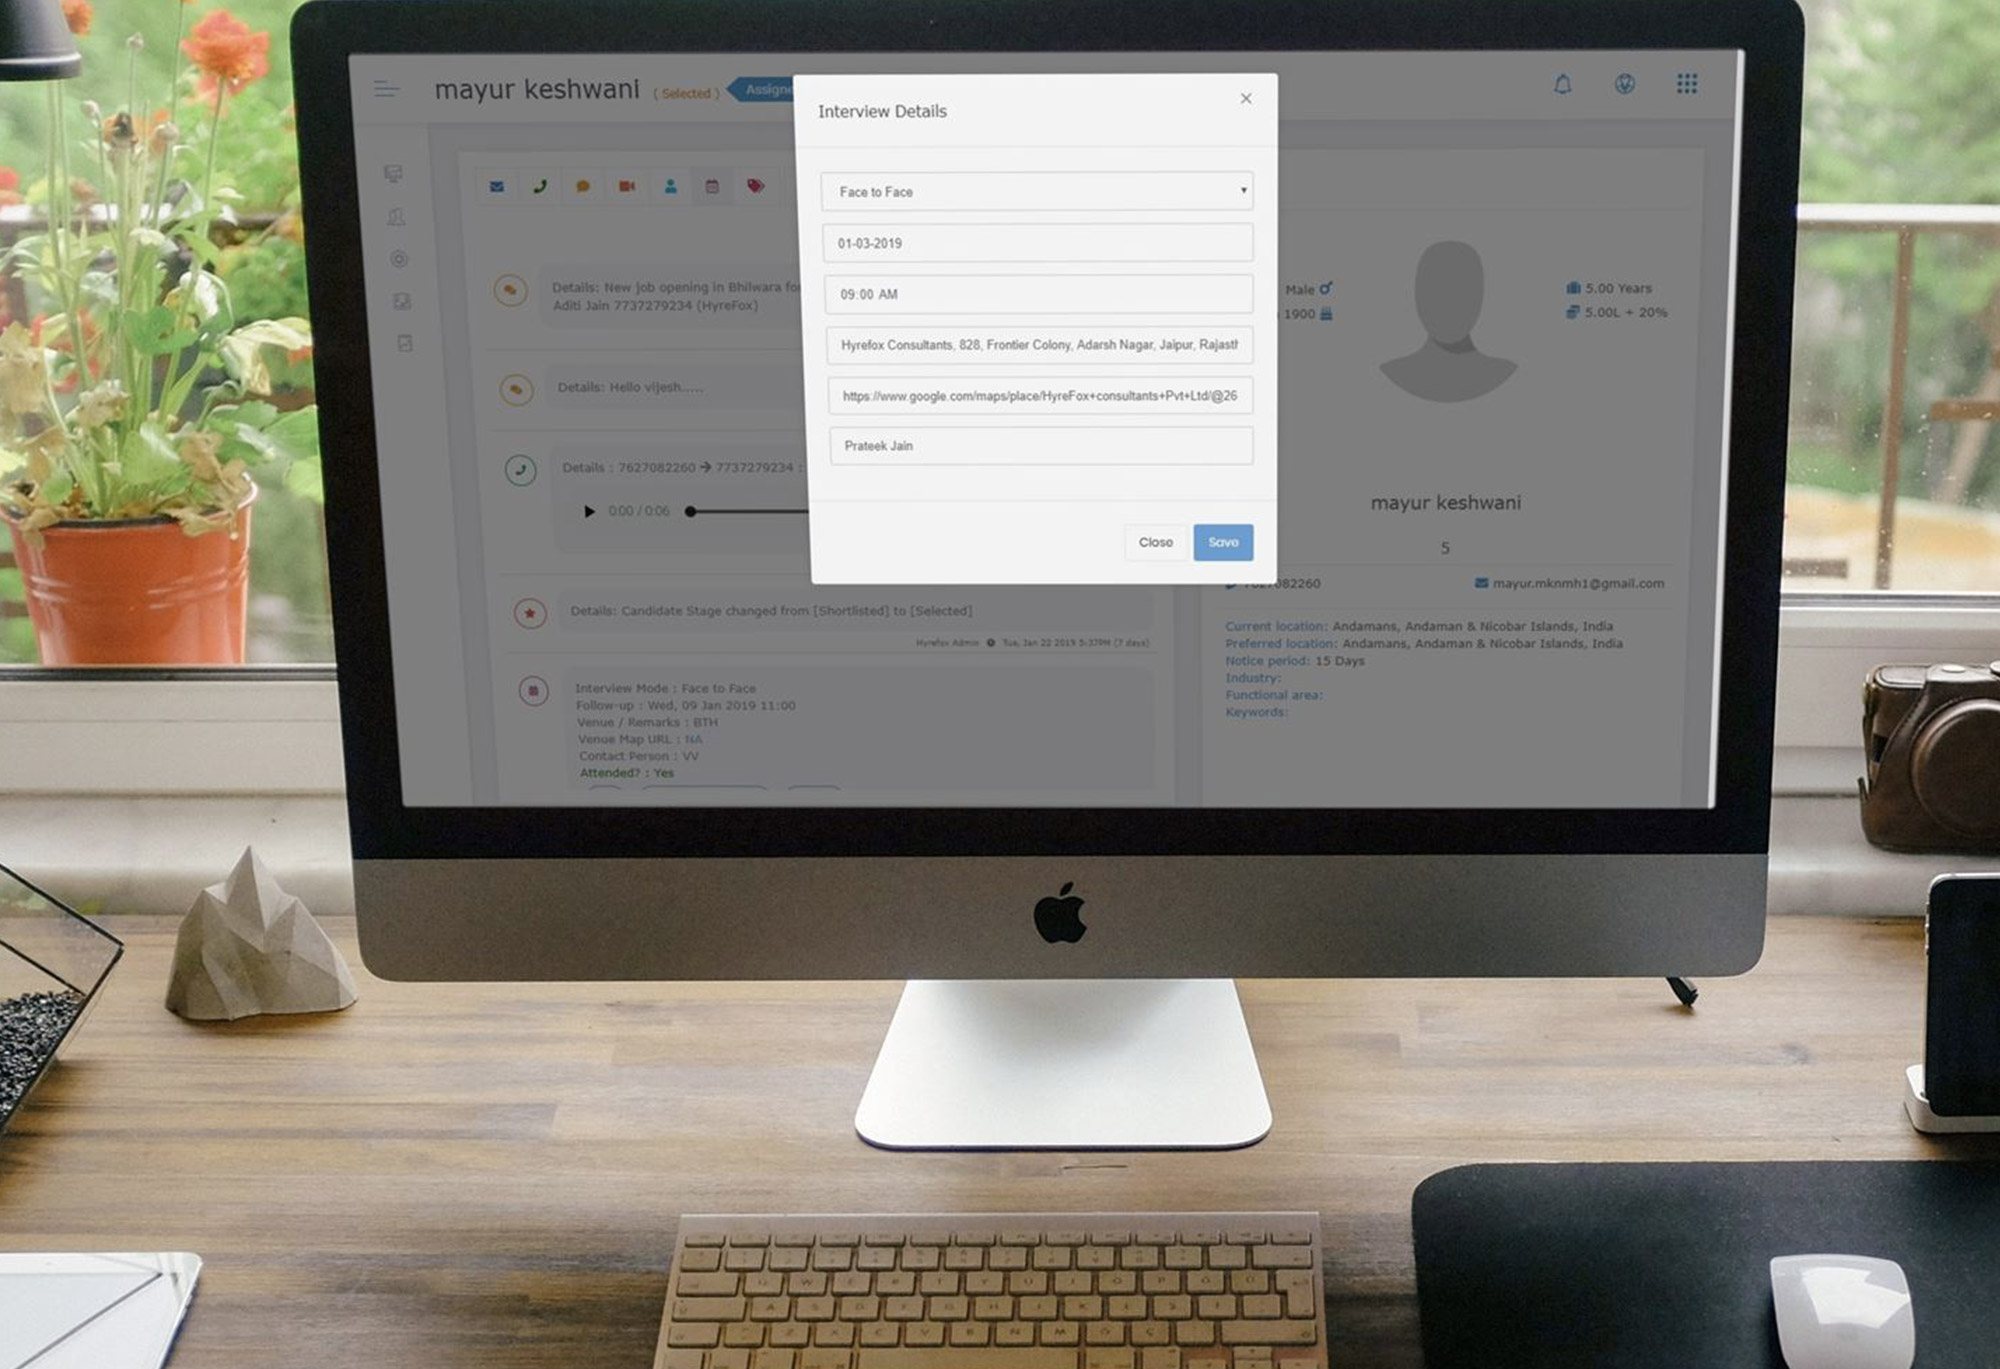 mayur keshwani ( Selected )
Interview Details
×
Face to Face
01-03-2019
09:00 AM
Hyrefox Consultants, 828, Frontier Colony, Adarsh Nagar, Jaipur,
https://www.google.com/maps/place/HyreFox+consultants+Pvt+Ltd/@26
Prateek Jain
Close Save
Details: New job opening in Bhilwara
Aditi Jain 7737279234 (HyreFox)
Details: Hello vijesh.....
Details : 7627082260 → 7737279234 :
0:00 / 0:06
Details: Candidate Stage changed from [Shortlisted] to [Selected]
Hyrefox Admin Tue, Jan 22 2019 5:37PM (7 days)
Interview Mode : Face to Face
Follow-up : Wed, 09 Jan 2019 11:00
Venue / Remarks : BTH
Venue Map URL : NA
Contact Person : VV
Attended? : Yes
Male
1900
5.00 Years
5.00L + 20%
mayur keshwani
5
7627082260 mayur.mknmh1@gmail.com
Current location: Andamans, Andaman & Nicobar Islands, India
Preferred location: Andamans, Andaman & Nicobar Islands, India
Notice period: 15 Days
Industry:
Functional area:
Keywords: